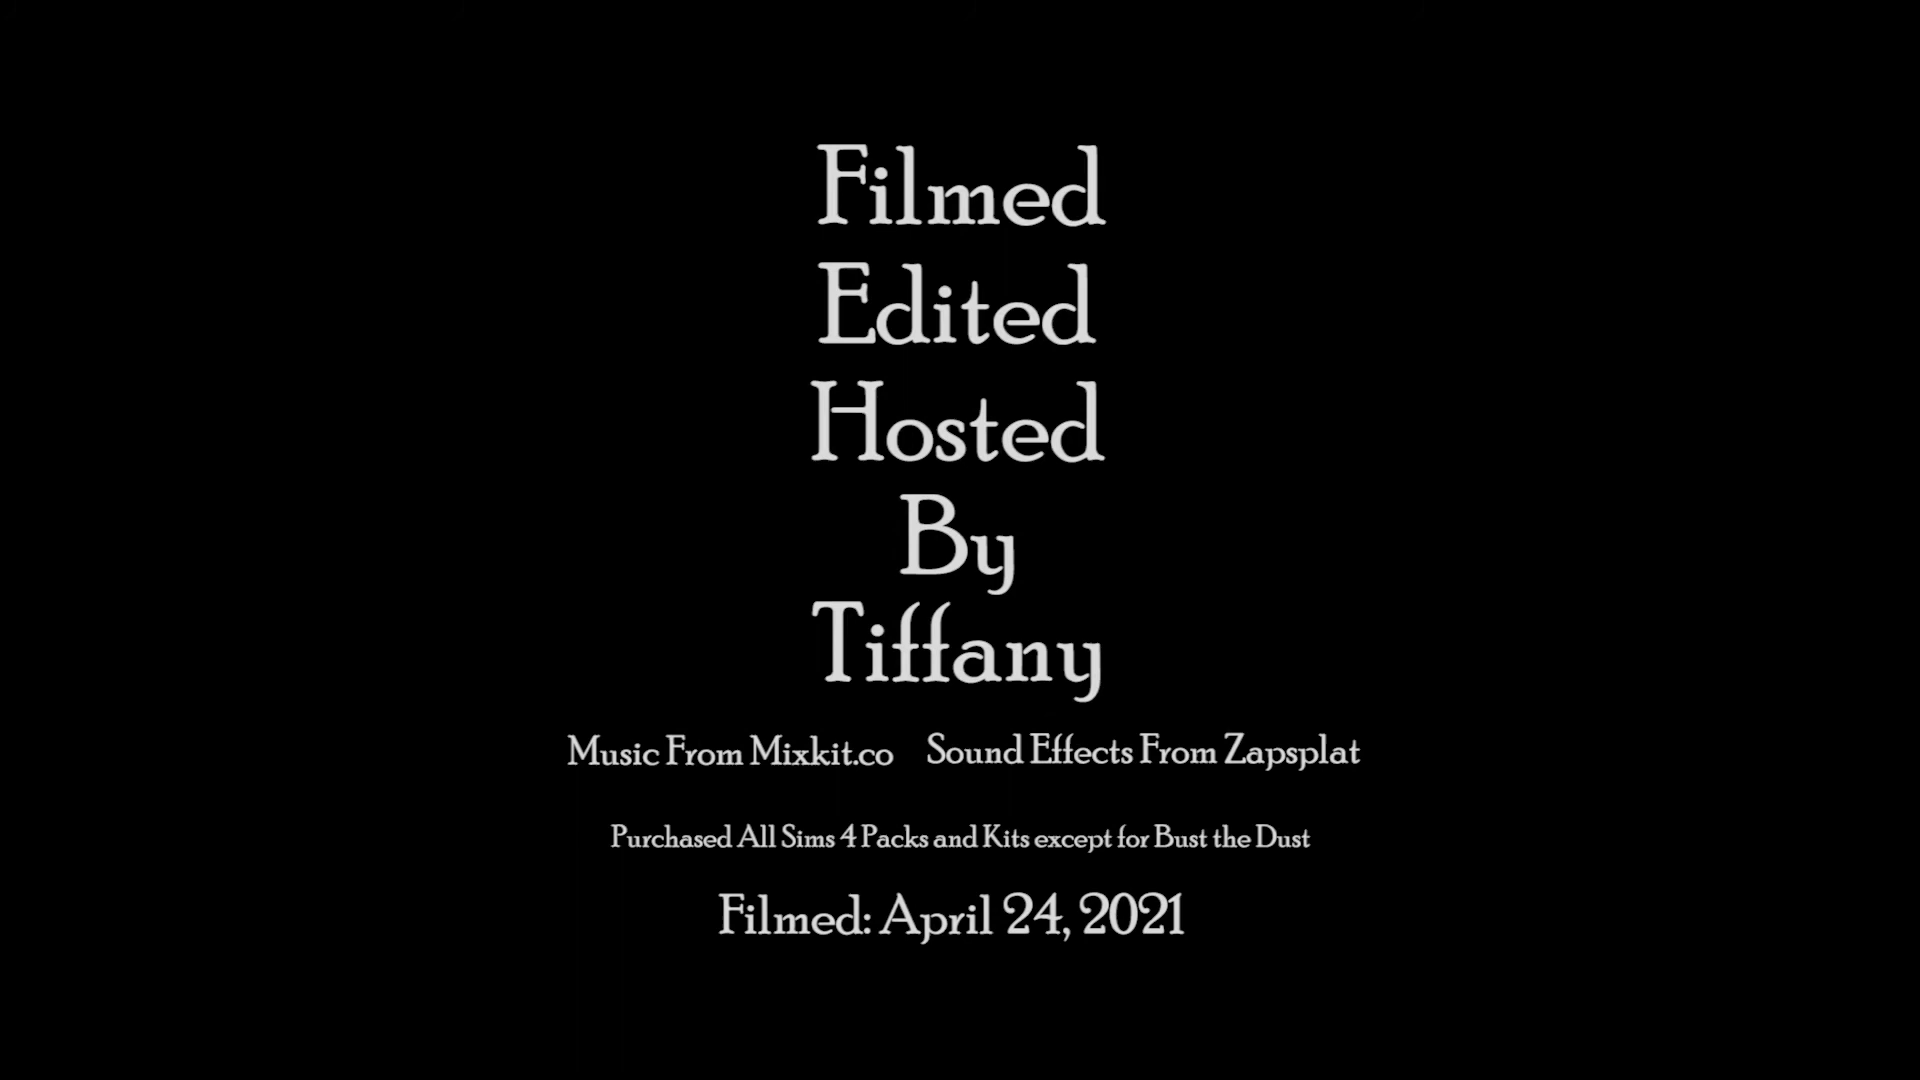 Filmed
Edited
Hosted
By
Tiffany
Music From Mixkit.co Sound Effects From Zapsplat
Purchased All Sims 4 Packs and Kits except for Bust the Dust
Filmed: April 24, 2021